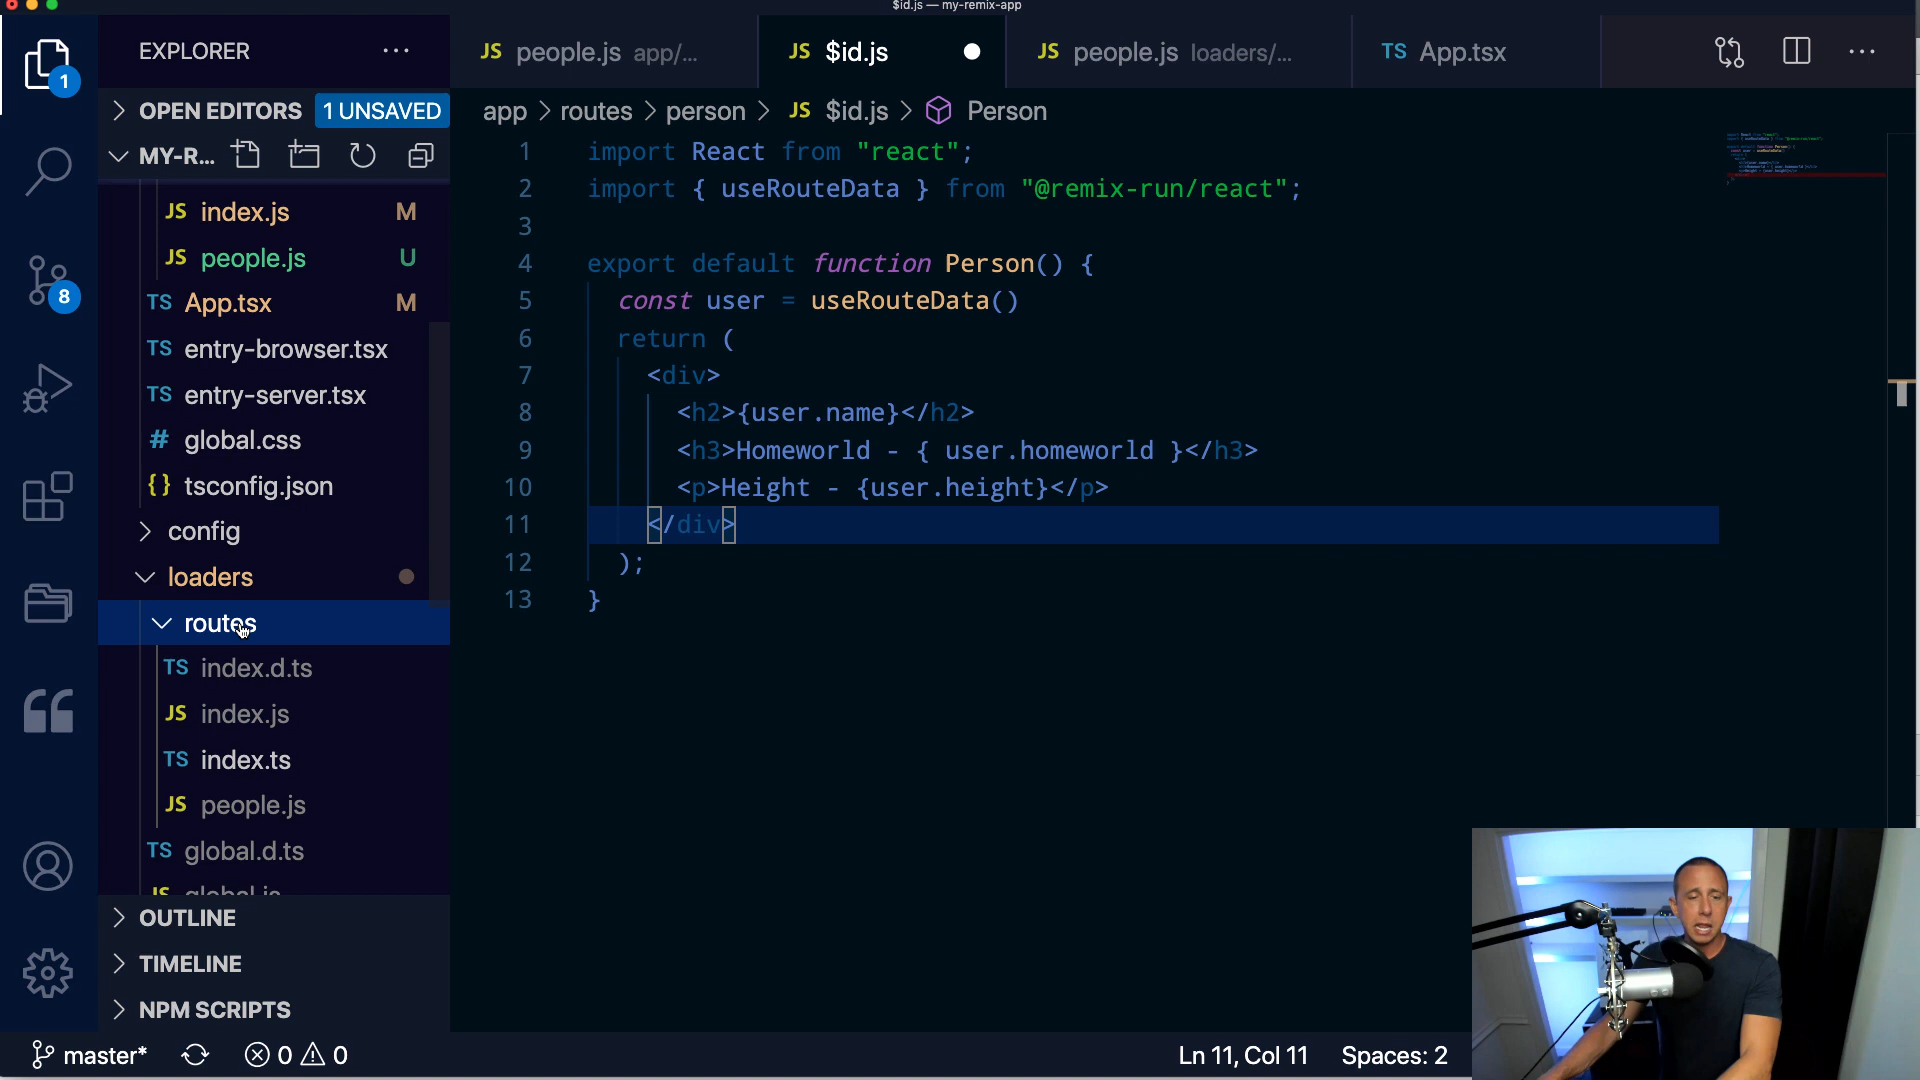 $id.js — my-remix-app
EXPLORER
OPEN EDITORS 1 UNSAVED
MY-R...
JS index.js M
JS people.js U
TS App.tsx M
TS entry-browser.tsx
TS entry-server.tsx
# global.css
{} tsconfig.json
config
loaders
routes
TS index.d.ts
JS index.js
TS index.ts
JS people.js
TS global.d.ts
JS global.js
OUTLINE
TIMELINE
NPM SCRIPTS
1
8
JS people.js app/...
JS $id.js
JS people.js loaders/...
TS App.tsx
app > routes > person > JS $id.js > Person
1 import React from "react";
2 import { useRouteData } from "@remix-run/react";
3
4 export default function Person() {
5 const user = useRouteData()
6 return (
7 <div>
8 <h2>{user.name}</h2>
9 <h3>Homeworld - { user.homeworld }</h3>
10 <p>Height - {user.height}</p>
11 </div>
12 );
13 }
master* 0 0
Ln 11, Col 11 Spaces: 2